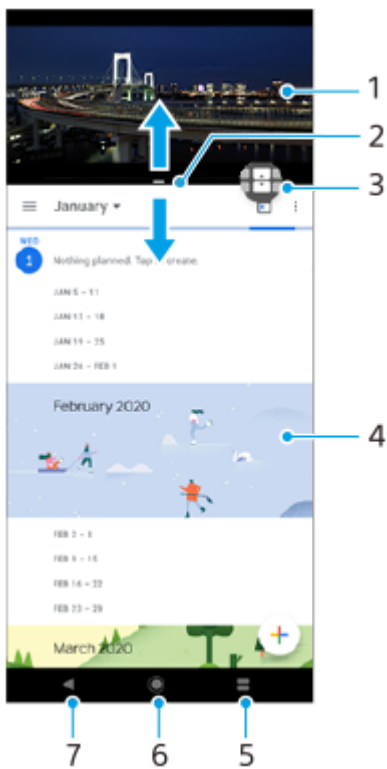 1
2
3
January
WED
1 Nothing planned. Tap create.
JAN 5 – 11
JAN 12 – 18
JAN 19 – 25
JAN 26 – FEB 1
February 2020
4
FEB 2 – 8
FEB 9 – 15
FEB 16 – 22
FEB 23 – 29
March 2020
7 6 5